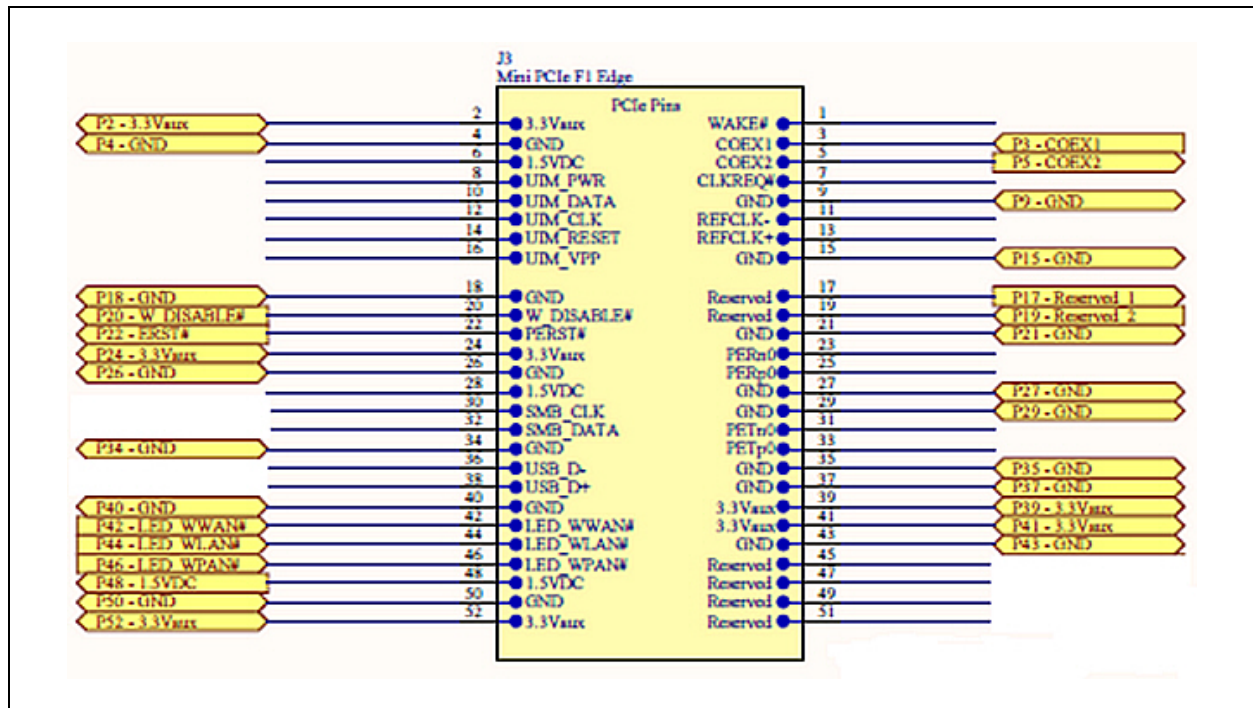 J3
Mini PCIe F1 Edge
PCIe Pins
P2 - 3.3Vaux 2 3.3Vaux WAKE# 1
P4 - GND 4 GND COEX1 3 P3 - COEX1
6 1.5VDC COEX2 5 P5 - COEX2
8 UIM_PWR CLKREQ# 7
10 UIM_DATA GND 9 P9 - GND
12 UIM_CLK REFCLK- 11
14 UIM_RESET REFCLK+ 13
16 UIM_VPP GND 15 P15 - GND
P18 - GND 18 GND Reserved 17 P17 - Reserved_1
P20 - W_DISABLE# 20 W_DISABLE# Reserved 19 P19 - Reserved_2
P22 - ERST# 22 PERST# GND 21 P21 - GND
P24 - 3.3Vaux 24 3.3Vaux PERn0 23
P26 - GND 26 GND PERp0 25
28 1.5VDC GND 27 P27 - GND
30 SMB_CLK GND 29 P29 - GND
32 SMB_DATA PETn0 31
P34 - GND 34 GND PETp0 33
36 USB_D- GND 35 P35 - GND
38 USB_D+ GND 37 P37 - GND
P40 - GND 40 GND 3.3Vaux 39 P39 - 3.3Vaux
P42 - LED_WWAN# 42 LED_WWAN# 3.3Vaux 41 P41 - 3.3Vaux
P44 - LED_WLAN# 44 LED_WLAN# GND 43 P43 - GND
P46 - LED_WPAN# 46 LED_WPAN# Reserved 45
P48 - 1.5VDC 48 1.5VDC Reserved 47
P50 - GND 50 GND Reserved 49
P52 - 3.3Vaux 52 3.3Vaux Reserved 51